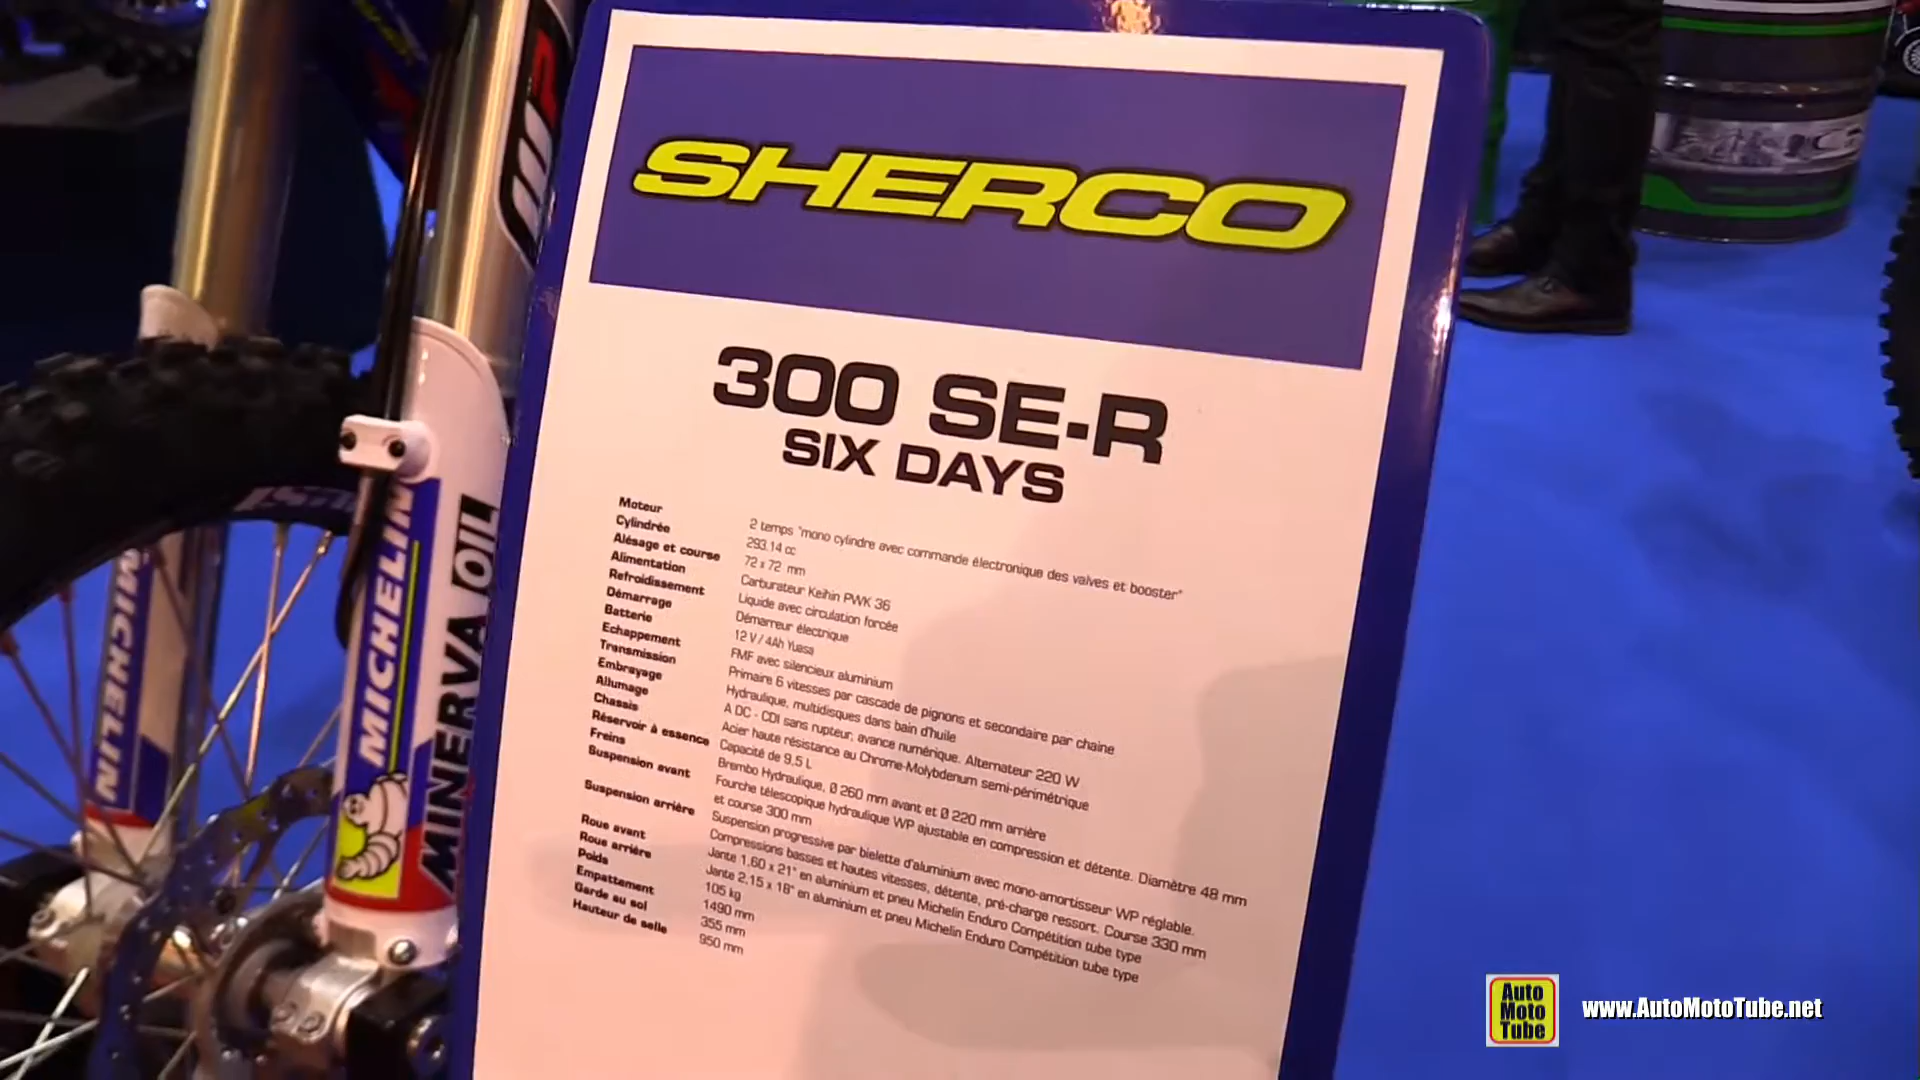 SHERCO
300 SE-R
SIX DAYS
Moteur 2 temps "mono cylindre avec commande électronique des valves et booster"
Cylindrée 293.14 cc
Alésage et course 72 x 72 mm
Alimentation Carburateur Keihin PWK 36
Refroidissement Liquide avec circulation forcée
Démarrage Démarreur électrique
Batterie 12 V / 4Ah Yuasa
Echappement FMF avec silencieux aluminium
Transmission Primaire 6 vitesses par cascade de pignons et secondaire par chaine
Embrayage Hydraulique, multidisques dans bain d'huile
Allumage A DC - CDI sans rupteur, avance numérique. Alternateur 220 W
Chassis Acier haute résistance au Chrome-Molybdenum semi-périmétrique
Réservoir à essence Capacité de 9,5 L
Freins Brembo Hydraulique, Ø 260 mm avant et Ø 220 mm arrière
Suspension avant Fourche télescopique hydraulique WP ajustable en compression et détente. Diamètre 48 mm
et course 300 mm
Suspension arrière Suspension progressive par bielette d'aluminium avec mono-amortisseur WP réglable.
Compressions basses et hautes vitesses, détente, pré-charge ressort. Course 330 mm
Roue avant Jante 1,60 x 21" en aluminium et pneu Michelin Enduro Compétition tube type
Roue arrière Jante 2,15 x 18" en aluminium et pneu Michelin Enduro Compétition tube type
Poids 105 kg
Empattement 1490 mm
Garde au sol 355 mm
Hauteur de selle 950 mm
MICHELIN
MICHELIN
MINERVA OIL
WP
Auto
Moto
Tube
www.AutoMotoTube.net